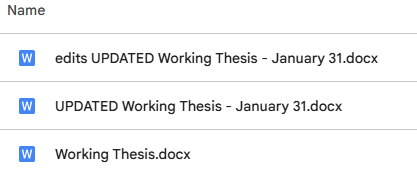 Name
W edits UPDATED Working Thesis - January 31.docx
W UPDATED Working Thesis - January 31.docx
W Working Thesis.docx